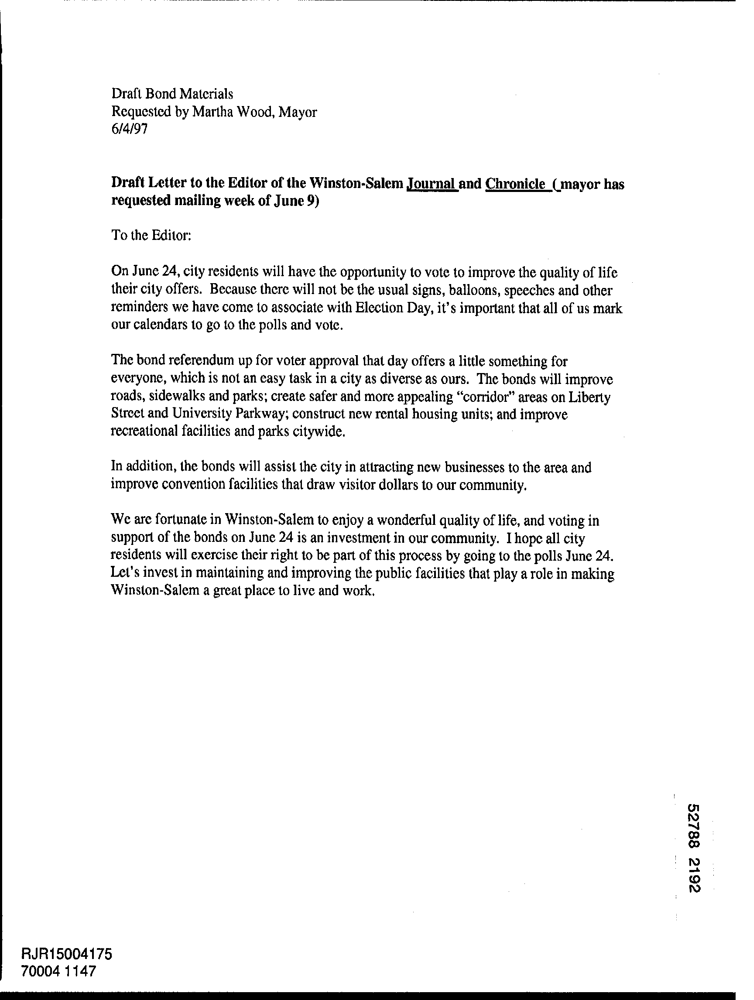 Draft Bond Materials
Requested by Martha Wood, Mayor
6/4/97
Draft Letter to the Editor of the Winston-Salem Journal and Chronicle ( mayor has
requested mailing week of June 9)
To the Editor:
On June 24, city residents will have the opportunity to vote to improve the quality of life
their city offers. Because there will not be the usual signs, balloons, speeches and other
reminders we have come to associate with Election Day, it's important that all of us mark
our calendars to go to the polls and vote.
The bond referendum up for voter approval that day offers a little something for
everyone, which is not an easy task in a city as diverse as ours. The bonds will improve
roads, sidewalks and parks; create safer and more appealing "corridor" areas on Liberty
Street and University Parkway; construct new rental housing units; and improve
recreational facilities and parks citywide.
In addition, the bonds will assist the city in attracting new businesses to the area and
improve convention facilities that draw visitor dollars to our community.
We are fortunate in Winston-Salem to enjoy a wonderful quality of life, and voting in
support of the bonds on June 24 is an investment in our community. I hope all city
residents will exercise their right to be part of this process by going to the polls June 24.
Let's invest in maintaining and improving the public facilities that play a role in making
Winston-Salem a great place to live and work.
52788 2192
RJR15004175
70004 1147